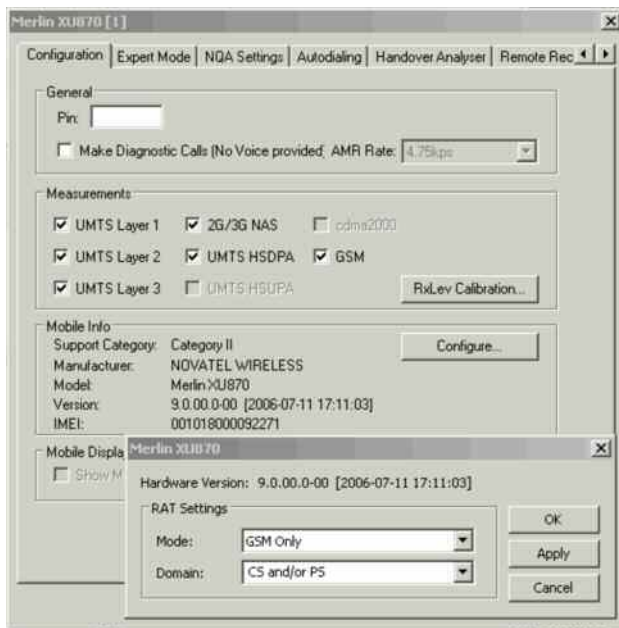 Merlin XU870 [1]
Configuration Expert Mode NQA Settings Autodialing Handover Analyser Remote Rec
General
Pin:
Make Diagnostic Calls (No Voice provided) AMR Rate: 4.75kps
Measurements
UMTS Layer 1 2G/3G NAS cdma2000
UMTS Layer 2 UMTS HSDPA GSM
UMTS Layer 3 UMTS HSUPA RxLev Calibration...
Mobile Info
Support Category: Category II Configure...
Manufacturer: NOVATEL WIRELESS
Model: Merlin XU870
Version: 9.0.00.0-00 [2006-07-11 17:11:03]
IMEI: 001018000092271
Mobile Displa
Show M
Merlin XU870
Hardware Version: 9.0.00.0-00 [2006-07-11 17:11:03]
RAT Settings
Mode: GSM Only
Domain: CS and/or PS
OK
Apply
Cancel